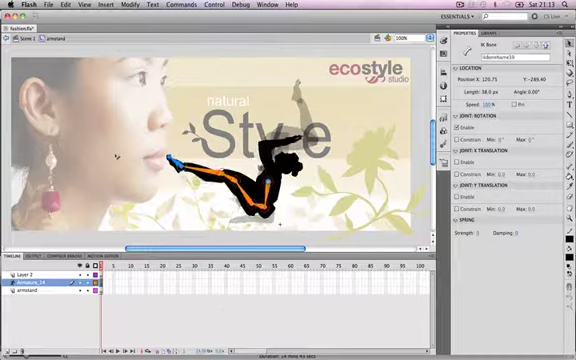 Flash File Edit View Insert Modify Text Commands Control Debug Window Help
Sat 21:13
ESSENTIALS
CS Live
fashion.fla*
Scene 1 armstand
100%
ecostyle
studio
natural
Style
PROPERTIES LIBRARY
IK Bone
LOCATION
Position X: 120.75 Y: -289.40
Length: 38.0 px Angle: 0.00°
Speed: 100 % Pin
JOINT: ROTATION
Enable
Constrain Min: 0° Max: 0°
JOINT: X TRANSLATION
Enable
Constrain Min: 0.0 Max: 0.0
JOINT: Y TRANSLATION
Enable
Constrain Min: 0.0 Max: 0.0
SPRING
Strength: 0 Damping: 0
TIMELINE OUTPUT COMPILER ERRORS MOTION EDITOR
5 10 15 20 25 30 35 40 45 50 55 60 65 70 75 80 85 90 95 100
Layer 2
Armature_14
armstand